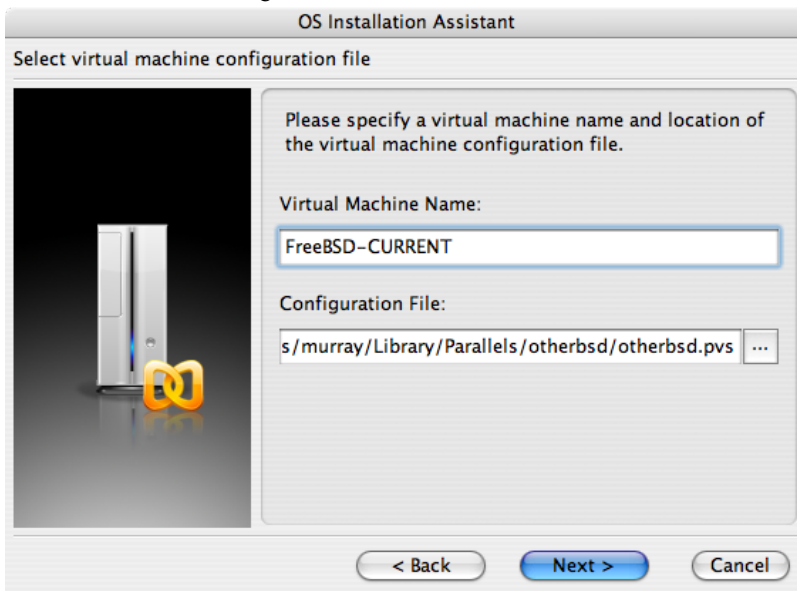 OS Installation Assistant
Select virtual machine configuration file
Please specify a virtual machine name and location of
the virtual machine configuration file.
Virtual Machine Name:
FreeBSD-CURRENT
Configuration File:
s/murray/Library/Parallels/otherbsd/otherbsd.pvs ...
< Back Next > Cancel